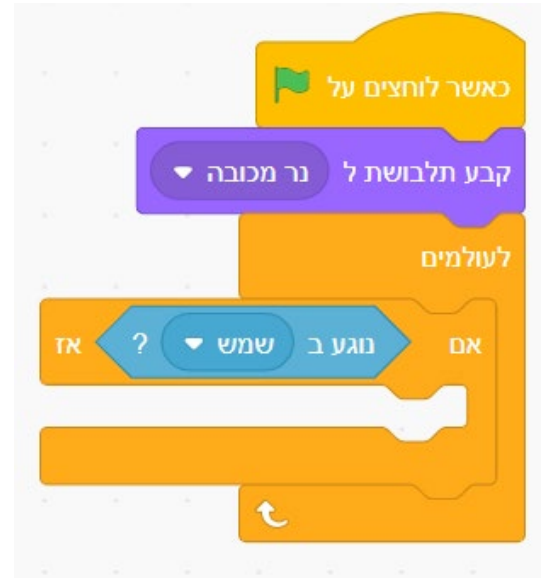 כאשר לוחצים על
קבע תלבושת ל נר מכובה
לעולמים
אם נוגע ב שמש ? אז